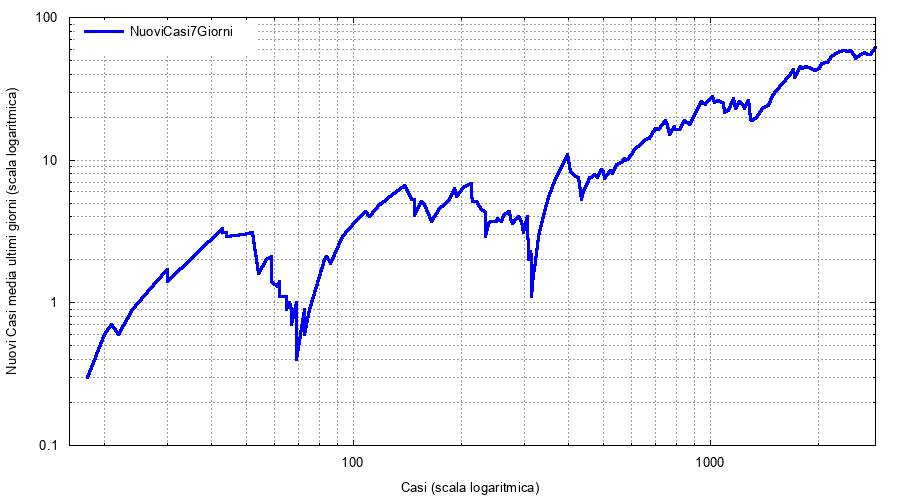 NuoviCasi7Giorni
100
10
1
0.1
Nuovi Casi media ultimi giorni (scala logaritmica)
100
1000
Casi (scala logaritmica)